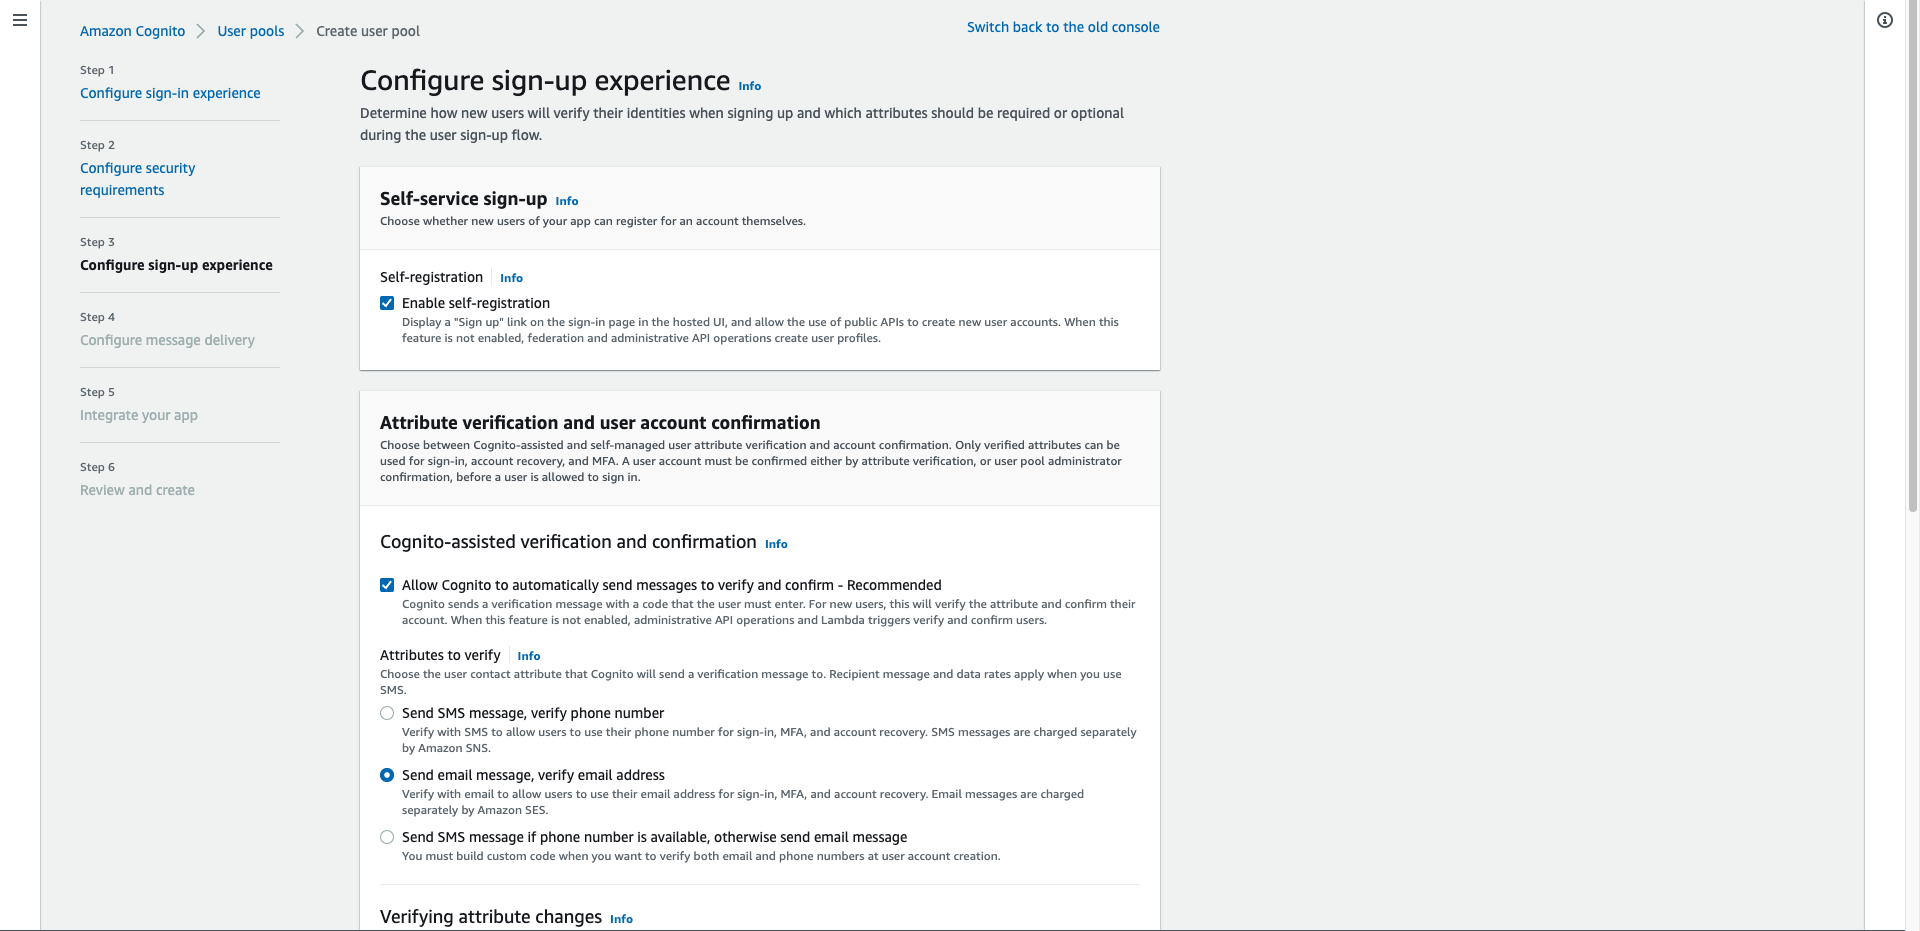 Amazon Cognito
User pools
Create user pool
Switch back to the old console
Step 1
Configure sign-in experience
Step 2
Configure security
requirements
Step 3
Configure sign-up experience
Step 4
Configure message delivery
Step 5
Integrate your app
Step 6
Review and create
Configure sign-up experience Info
Determine how new users will verify their identities when signing up and which attributes should be required or optional
during the user sign-up flow.
Self-service sign-up Info
Choose whether new users of your app can register for an account themselves.
Self-registration Info
Enable self-registration
Display a "Sign up" link on the sign-in page in the hosted UI, and allow the use of public APIs to create new user accounts. When this
feature is not enabled, federation and administrative API operations create user profiles.
Attribute verification and user account confirmation
Choose between Cognito-assisted and self-managed user attribute verification and account confirmation. Only verified attributes can be
used for sign-in, account recovery, and MFA. A user account must be confirmed either by attribute verification, or user pool administrator
confirmation, before a user is allowed to sign in.
Cognito-assisted verification and confirmation Info
Allow Cognito to automatically send messages to verify and confirm - Recommended
Cognito sends a verification message with a code that the user must enter. For new users, this will verify the attribute and confirm their
account. When this feature is not enabled, administrative API operations and Lambda triggers verify and confirm users.
Attributes to verify Info
Choose the user contact attribute that Cognito will send a verification message to. Recipient message and data rates apply when you use
SMS.
Send SMS message, verify phone number
Verify with SMS to allow users to use their phone number for sign-in, MFA, and account recovery. SMS messages are charged separately
by Amazon SNS.
Send email message, verify email address
Verify with email to allow users to use their email address for sign-in, MFA, and account recovery. Email messages are charged
separately by Amazon SES.
Send SMS message if phone number is available, otherwise send email message
You must build custom code when you want to verify both email and phone numbers at user account creation.
Verifying attribute changes Info